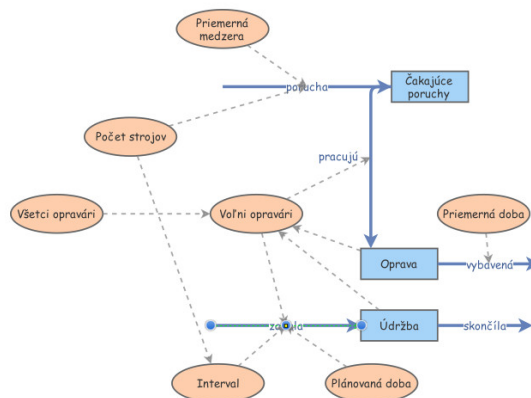 Priemerná
medzera
porucha
Čakajúce
poruchy
Počet strojov
pracujú
Všetci opravári
Voľní opravári
Priemerná doba
Oprava
vybavená
Údržba
skončila
Interval
Plánovaná doba